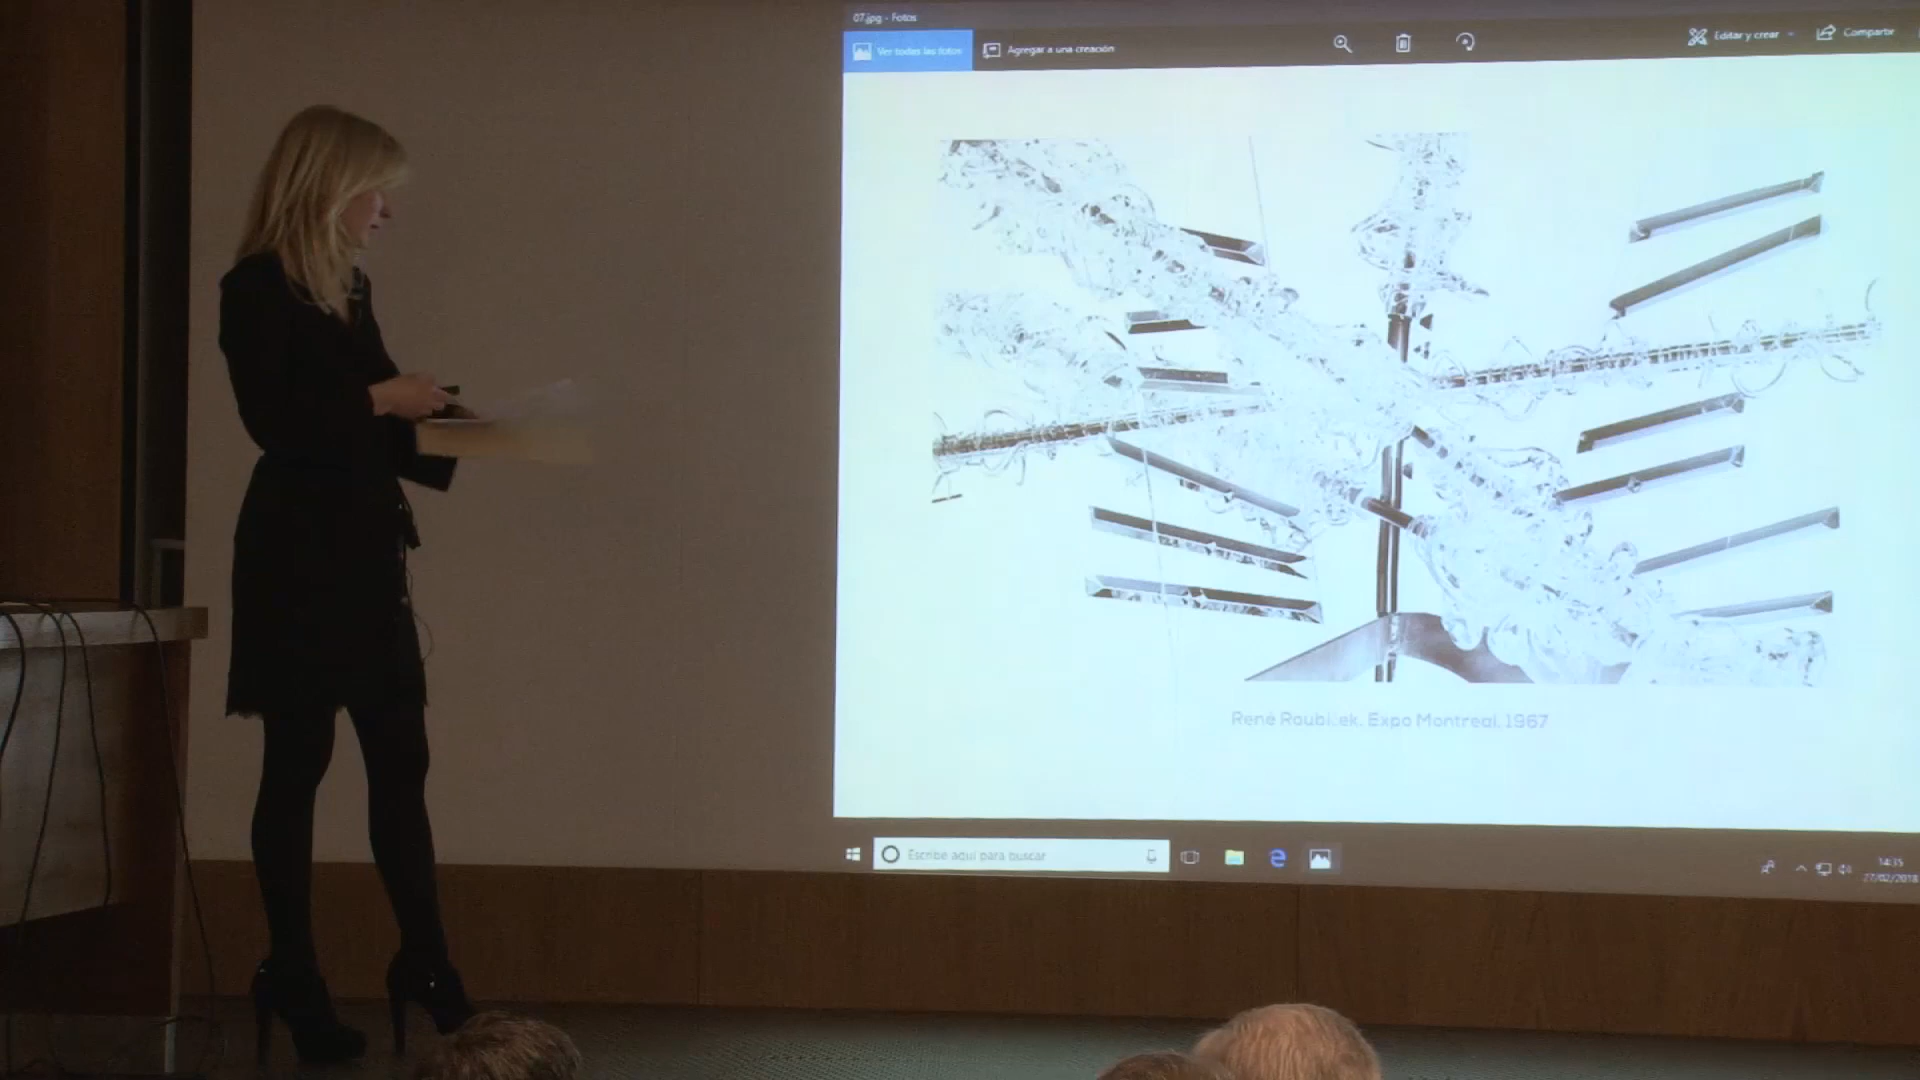 07.jpg - Fotos
Ver todas las fotos
Agregar a una creación
Editar y crear
Compartir
René Roubi..ek. Expo Montreal. 1967
Escribe aquí para buscar
14:35
27/02/2018